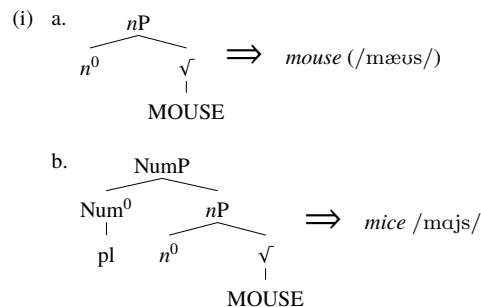 (i) a. nP
n⁰ √ ⇒ mouse (/mæʊs/)
MOUSE
b. NumP
Num⁰ nP ⇒ mice /mɑjs/
pl n⁰ √
MOUSE